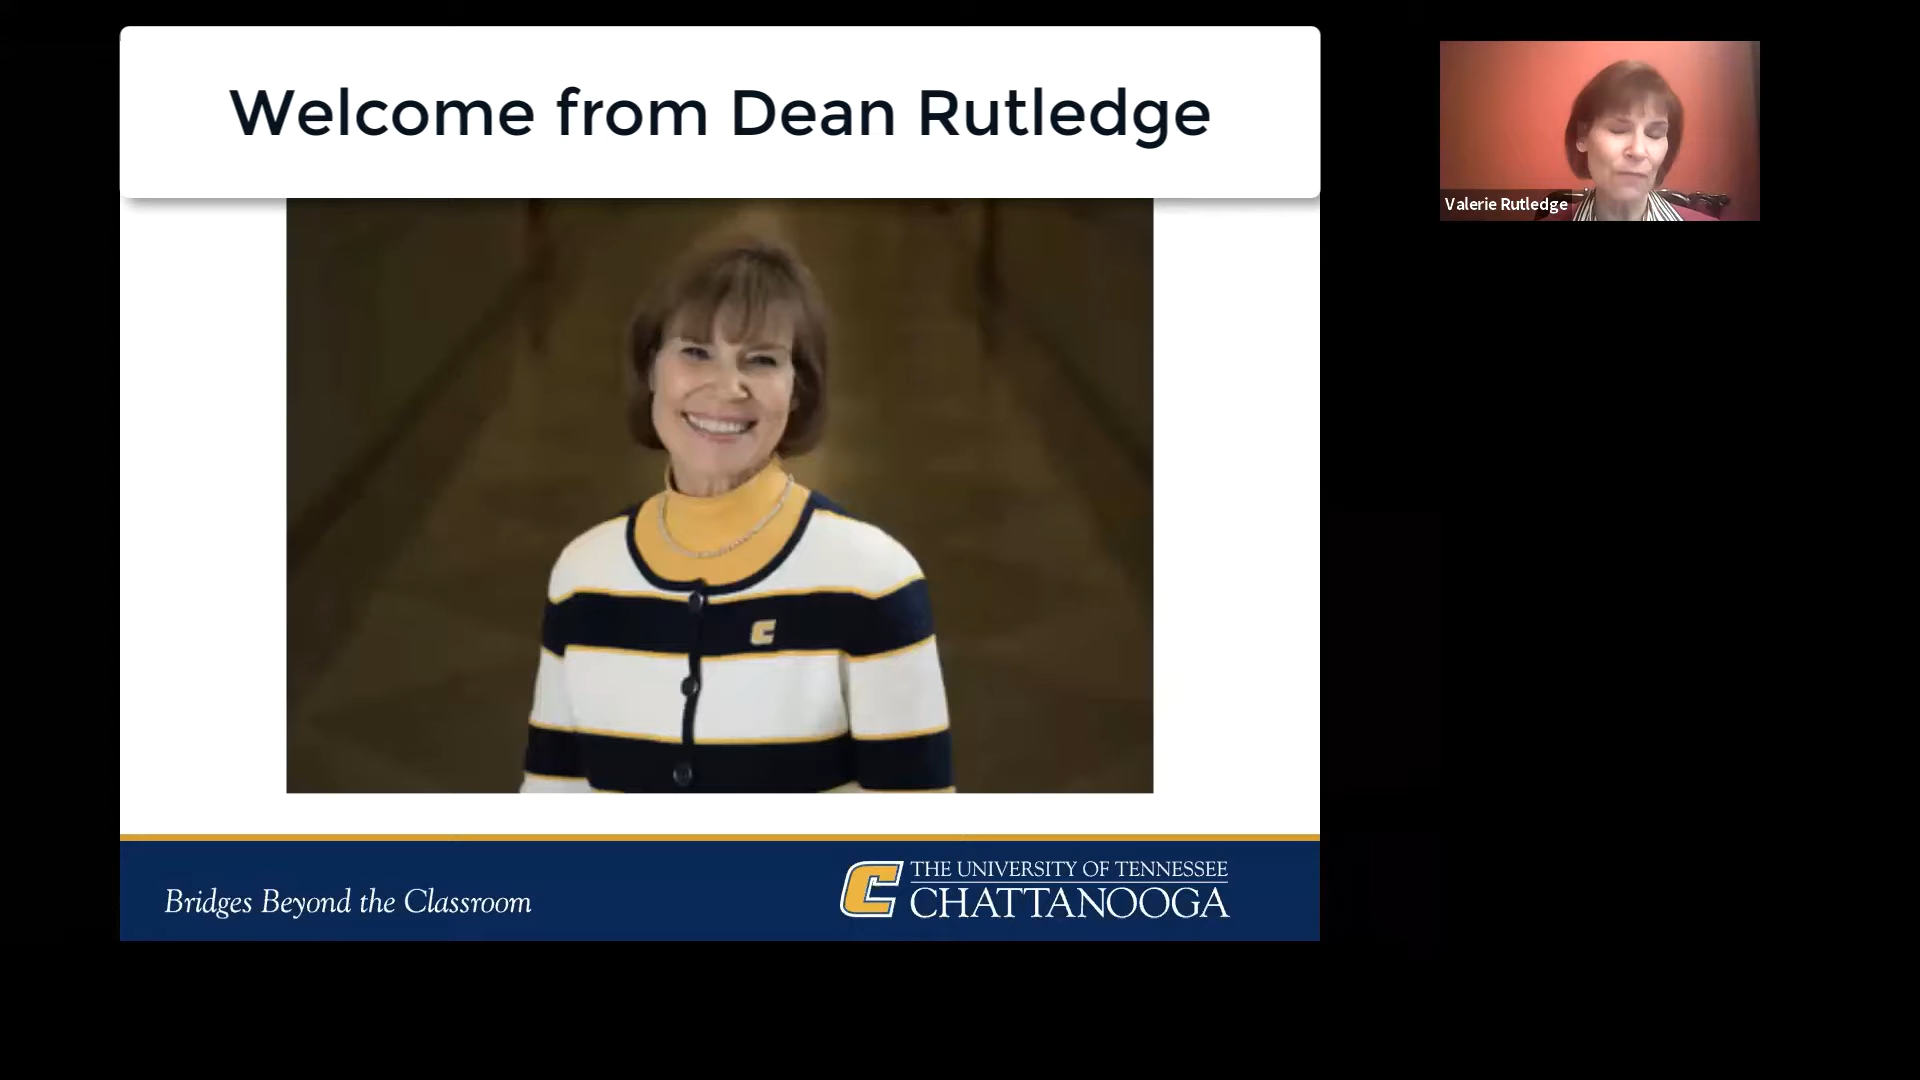 Welcome from Dean Rutledge
Valerie Rutledge
C
Bridges Beyond the Classroom
C
THE UNIVERSITY OF TENNESSEE
CHATTANOOGA